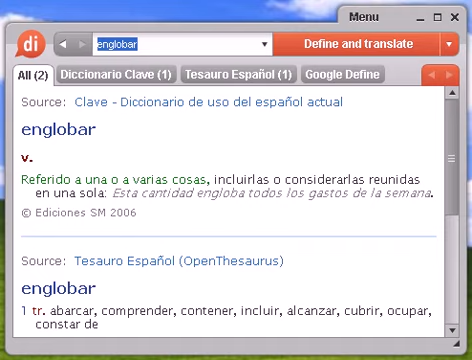 Menu
di
englobar
Define and translate
All (2)
Diccionario Clave (1)
Tesauro Español (1)
Google Define
Source: Clave - Diccionario de uso del español actual
englobar
v.
Referido a una o a varias cosas, incluirlas o considerarlas reunidas
en una sola: Esta cantidad engloba todos los gastos de la semana.
© Ediciones SM 2006
Source: Tesauro Español (OpenThesaurus)
englobar
1 tr. abarcar, comprender, contener, incluir, alcanzar, cubrir, ocupar,
constar de